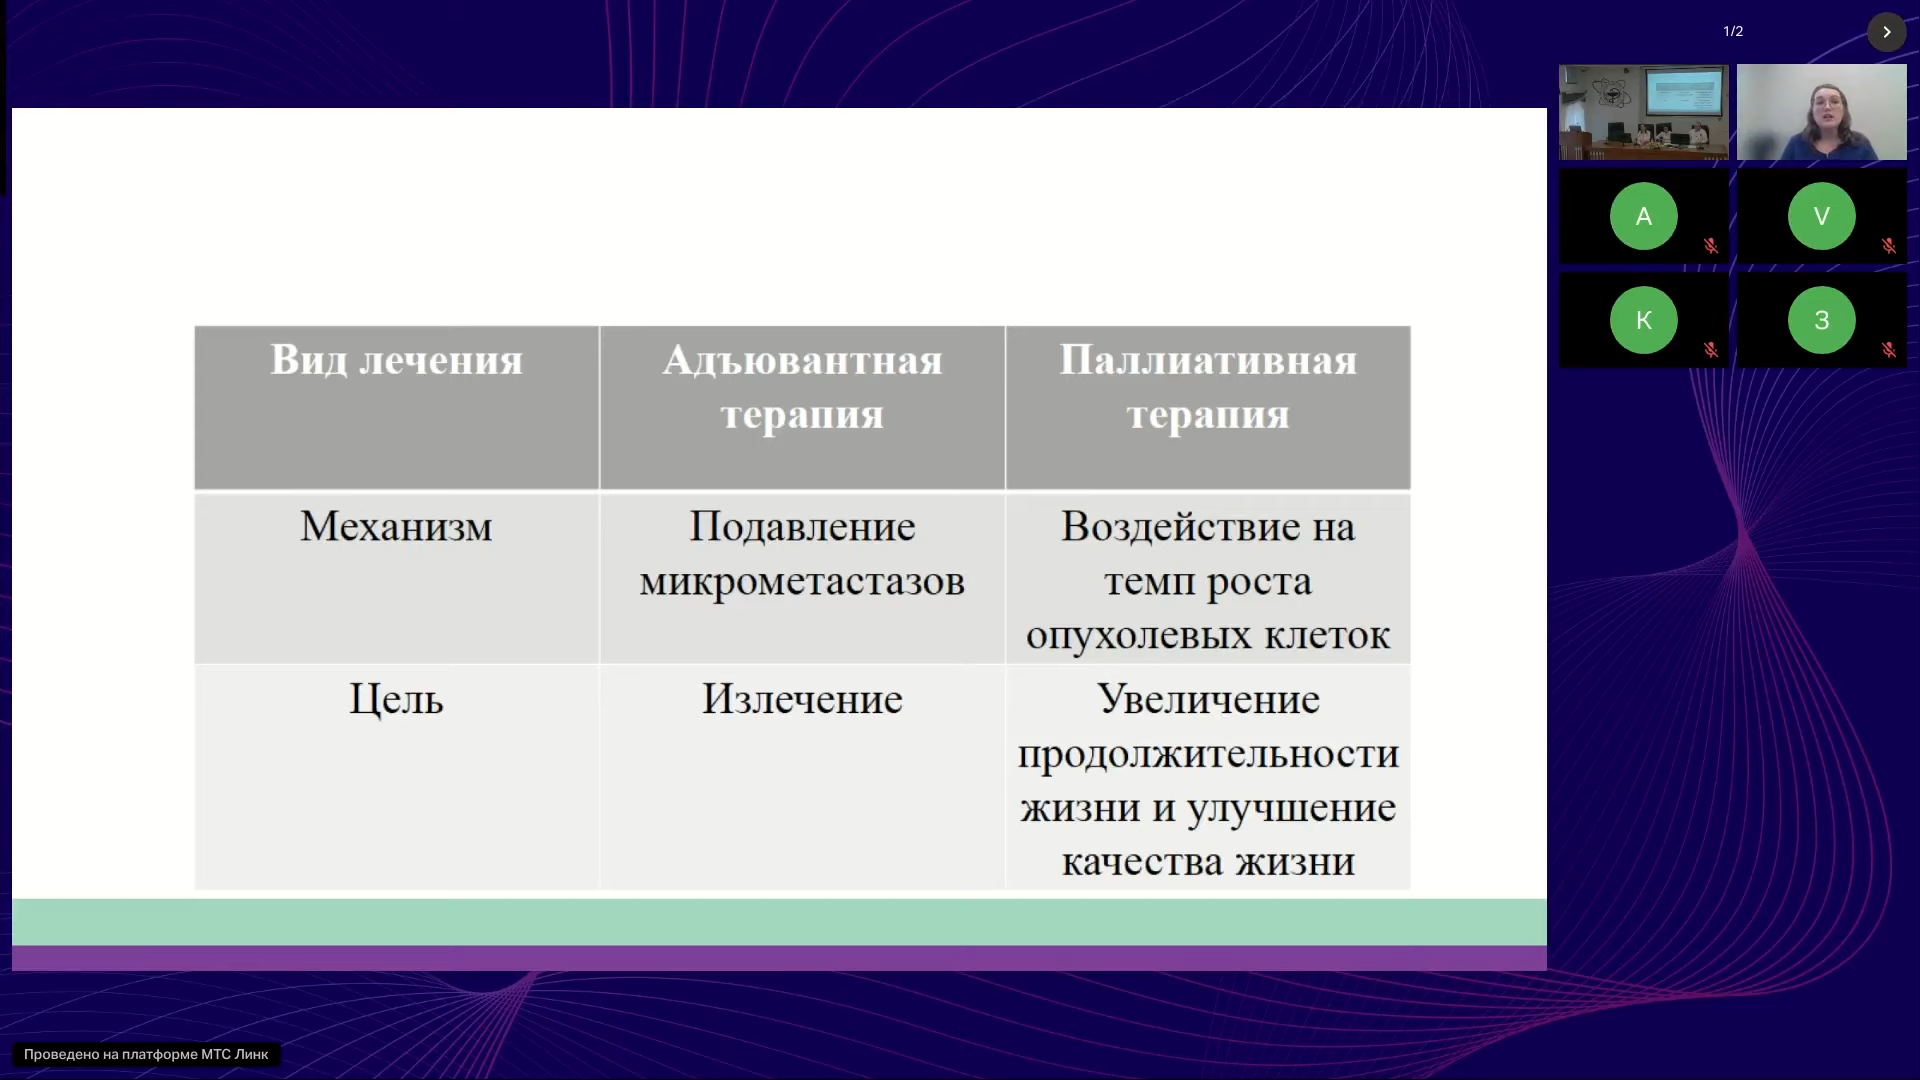 1/2
A
V
К
З
Вид лечения
Адъювантная
терапия
Паллиативная
терапия
Механизм
Подавление
микрометастазов
Воздействие на
темп роста
опухолевых клеток
Цель
Излечение
Увеличение
продолжительности
жизни и улучшение
качества жизни
Проведено на платформе МТС Линк